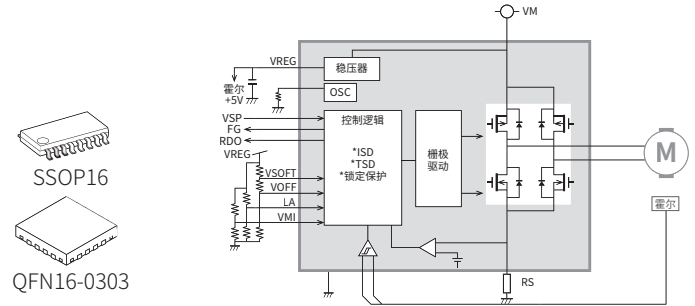 SSOP16
QFN16-0303
VM
VREG
稳压器
霍尔
+5V
OSC
VSP
FG
RDO
VREG
VSOFT
VOFF
LA
VMI
控制逻辑
*ISD
*TSD
*锁定保护
栅极
驱动
M
霍尔
RS